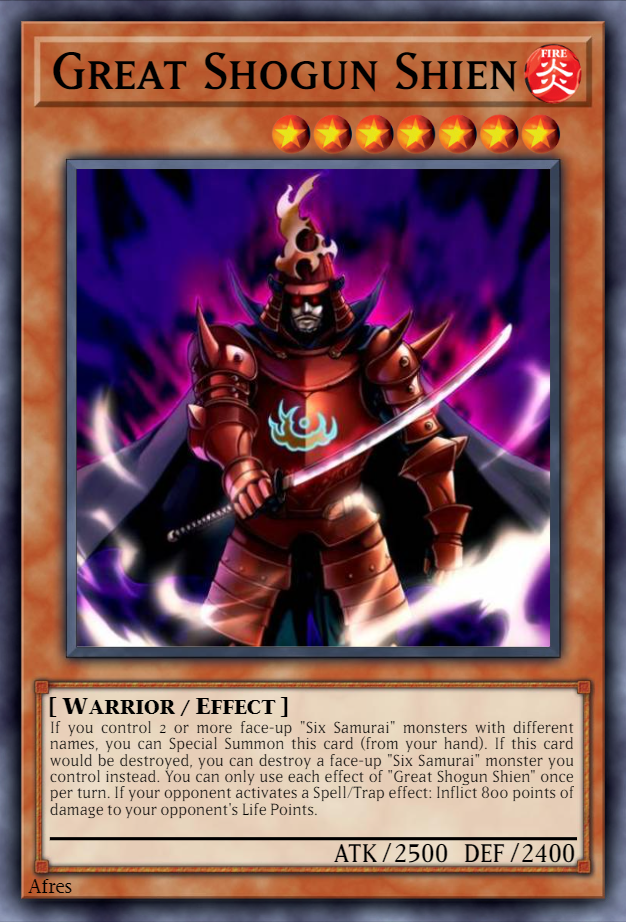 Great Shogun Shien
FIRE
炎
[ Warrior / Effect ]
If you control 2 or more face-up "Six Samurai" monsters with different
names, you can Special Summon this card (from your hand). If this card
would be destroyed, you can destroy a face-up "Six Samurai" monster you
control instead. You can only use each effect of "Great Shogun Shien" once
per turn. If your opponent activates a Spell/Trap effect: Inflict 800 points of
damage to your opponent's Life Points.
ATK/2500 DEF/2400
Afres